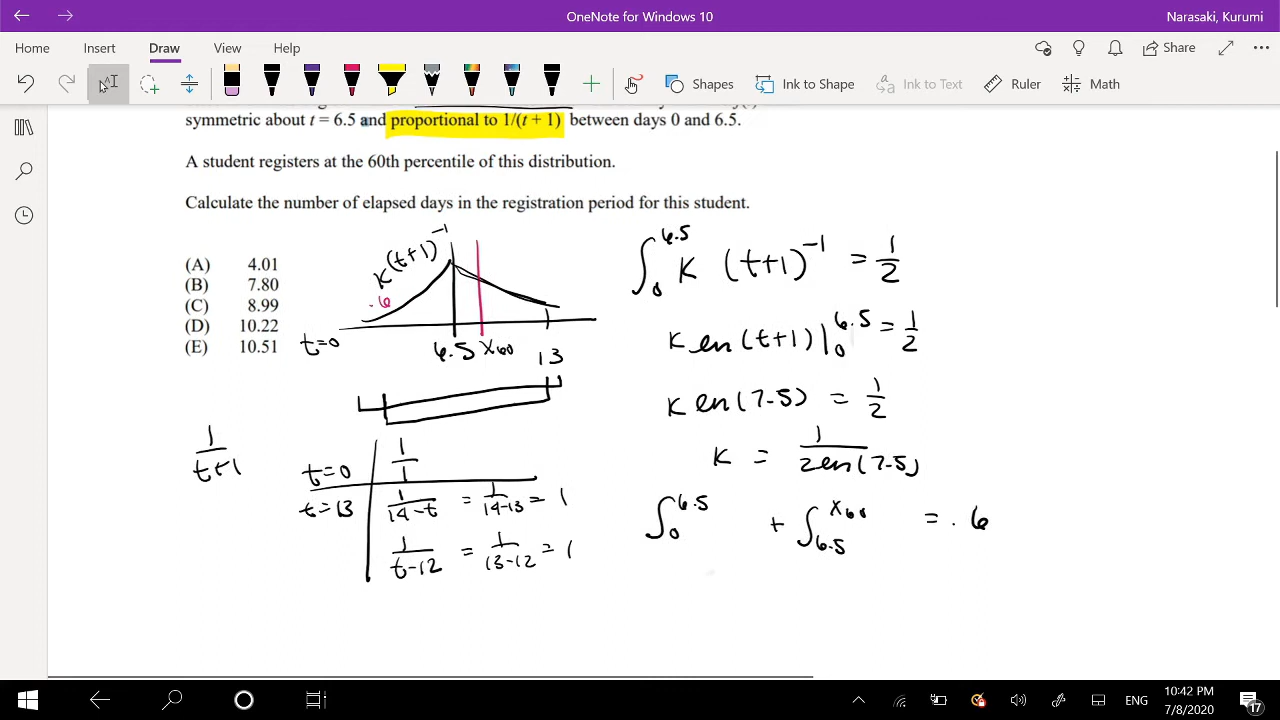 OneNote for Windows 10
Narasaki, Kurumi
Home Insert Draw View Help
Share
Shapes Ink to Shape Ink to Text Ruler Math
symmetric about t = 6.5 and proportional to 1/(t + 1) between days 0 and 6.5.
A student registers at the 60th percentile of this distribution.
Calculate the number of elapsed days in the registration period for this student.
(A) 4.01
(B) 7.80
(C) 8.99
(D) 10.22
(E) 10.51
K(t+1)^-1
.6
t=0
6.5 X60 13
1/(t+1)
t=0 1/1
t=13 1/(14-t) = 1/(14-13) = 1
1/(t-12) = 1/(13-12) = 1
∫_0^6.5 K (t+1)^-1 = 1/2
K ln(t+1)|_0^6.5 = 1/2
K ln(7.5) = 1/2
K = 1/(2ln(7.5))
∫_0^6.5 + ∫_6.5^X60 = .6
ENG
10:42 PM
7/8/2020
17